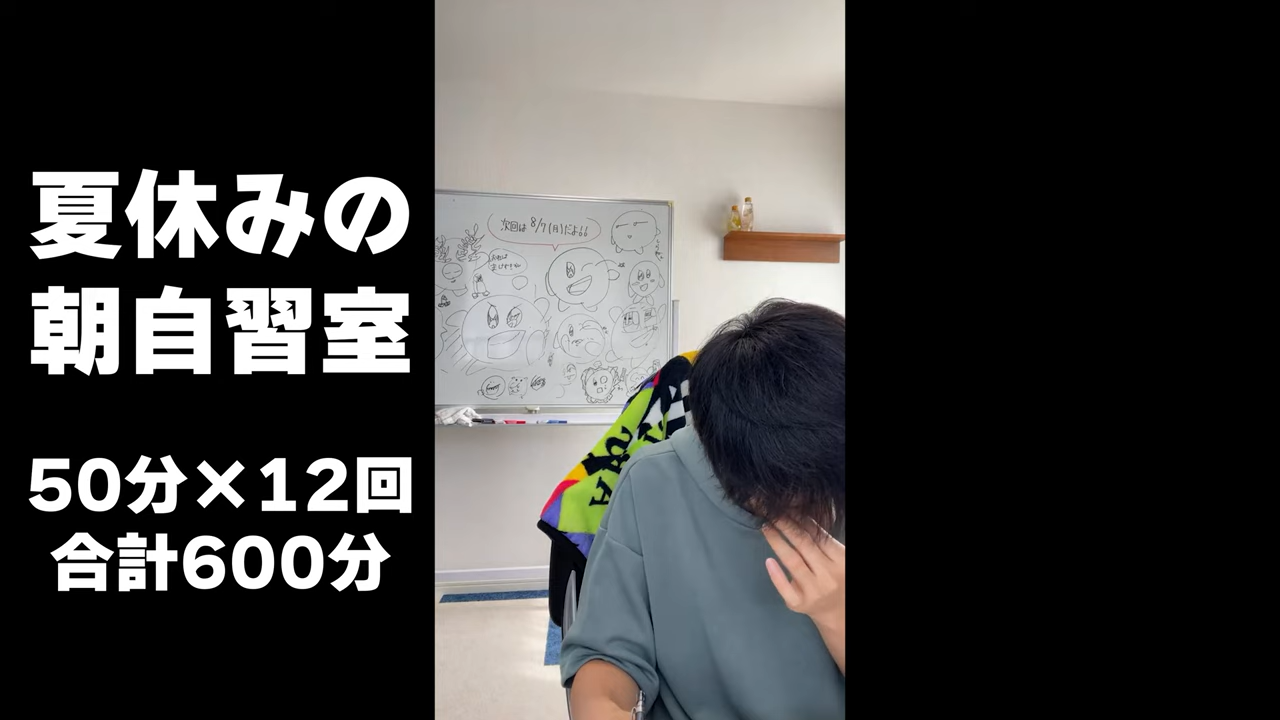 夏休みの
朝自習室
50分×12回
合計600分
次回は 8/7(月)だよ!!